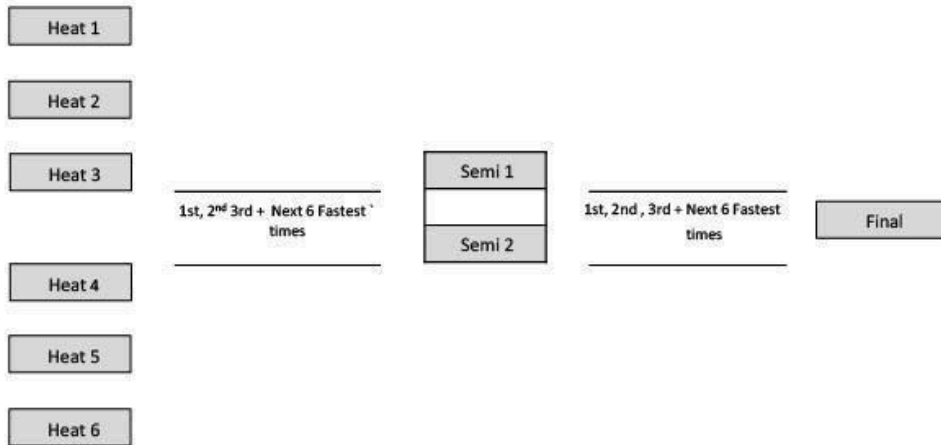 Heat 1
Heat 2
Heat 3
Heat 4
Heat 5
Heat 6
1st, 2nd 3rd + Next 6 Fastest `
times
Semi 1
Semi 2
1st, 2nd , 3rd + Next 6 Fastest
times
Final